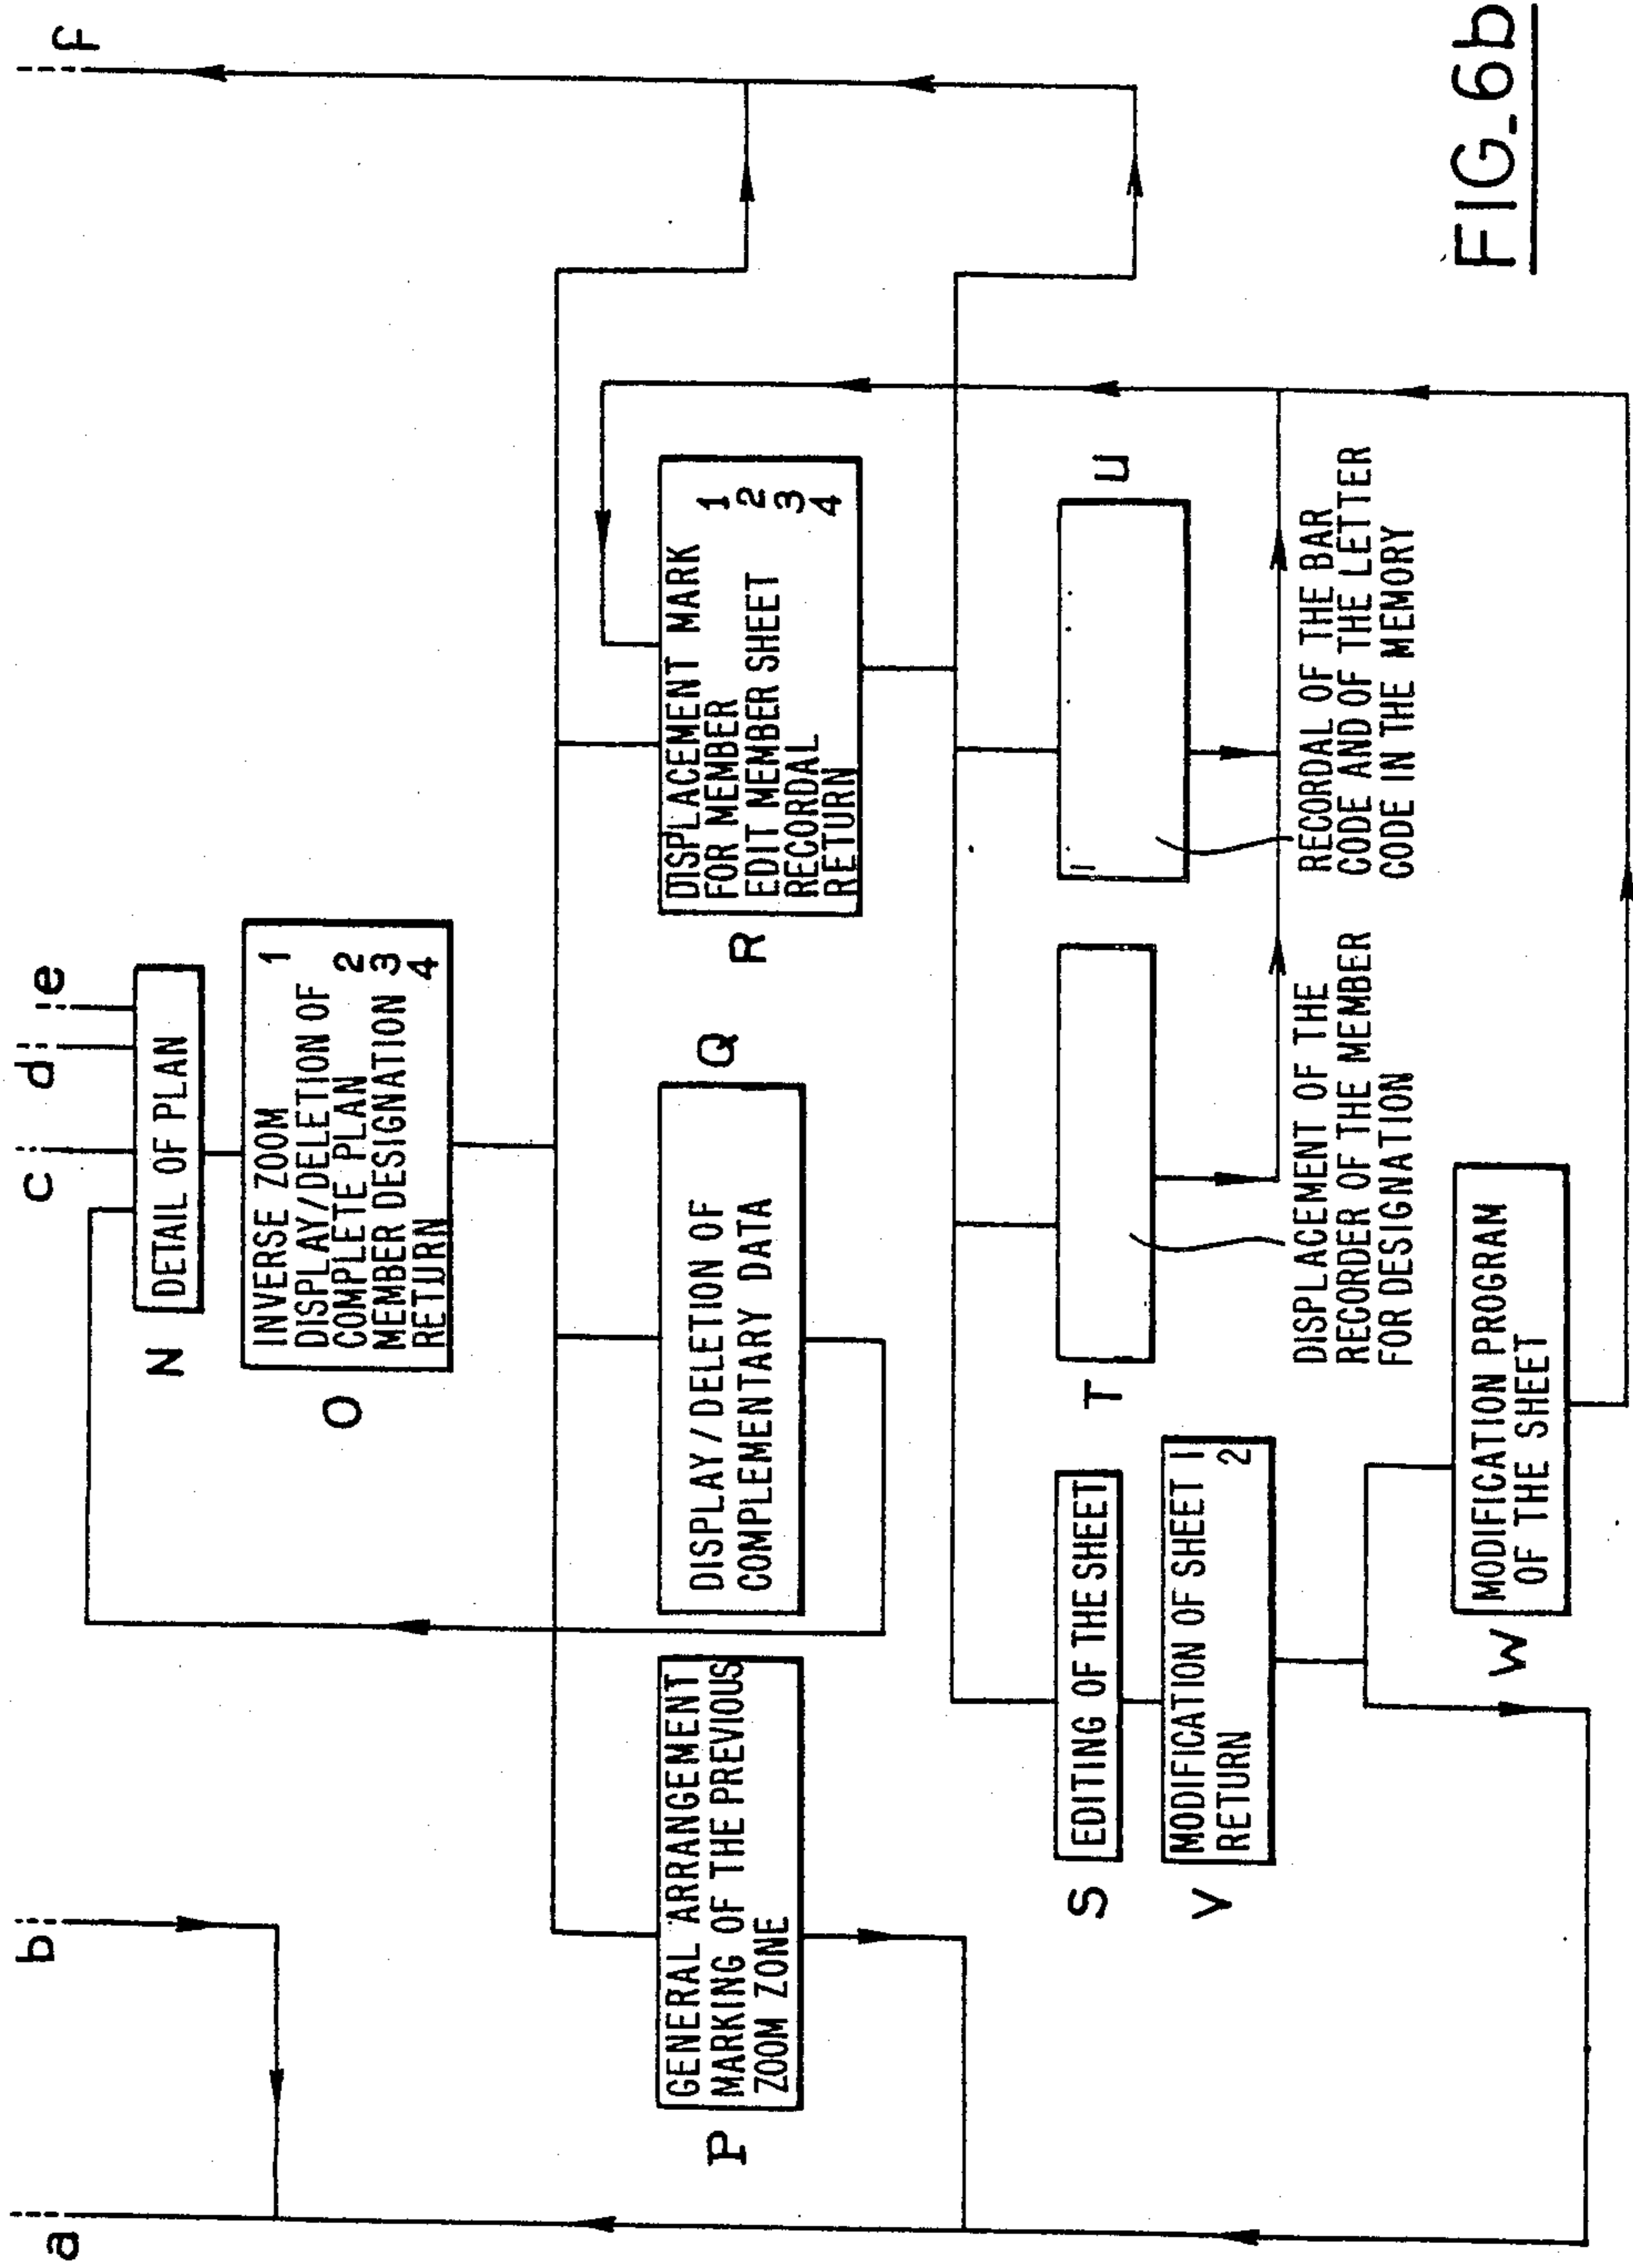 a
b
c
d
e
f
N
DETAIL OF PLAN
O
INVERSE ZOOM 1
DISPLAY/DELETION OF
COMPLETE PLAN 2
MEMBER DESIGNATION 3
RETURN 4
P
GENERAL ARRANGEMENT
MARKING OF THE PREVIOUS
ZOOM ZONE
Q
DISPLAY/DELETION OF
COMPLEMENTARY DATA
R
DISPLACEMENT MARK
FOR MEMBER 1
EDIT MEMBER SHEET 2
RECORDAL 3
RETURN 4
S
EDITING OF THE SHEET
V
MODIFICATION OF SHEET 1
RETURN 2
T
DISPLACEMENT OF THE
RECORDER OF THE MEMBER
FOR DESIGNATION
U
RECORDAL OF THE BAR
CODE AND OF THE LETTER
CODE IN THE MEMORY
W
MODIFICATION PROGRAM
OF THE SHEET
FIG_6b